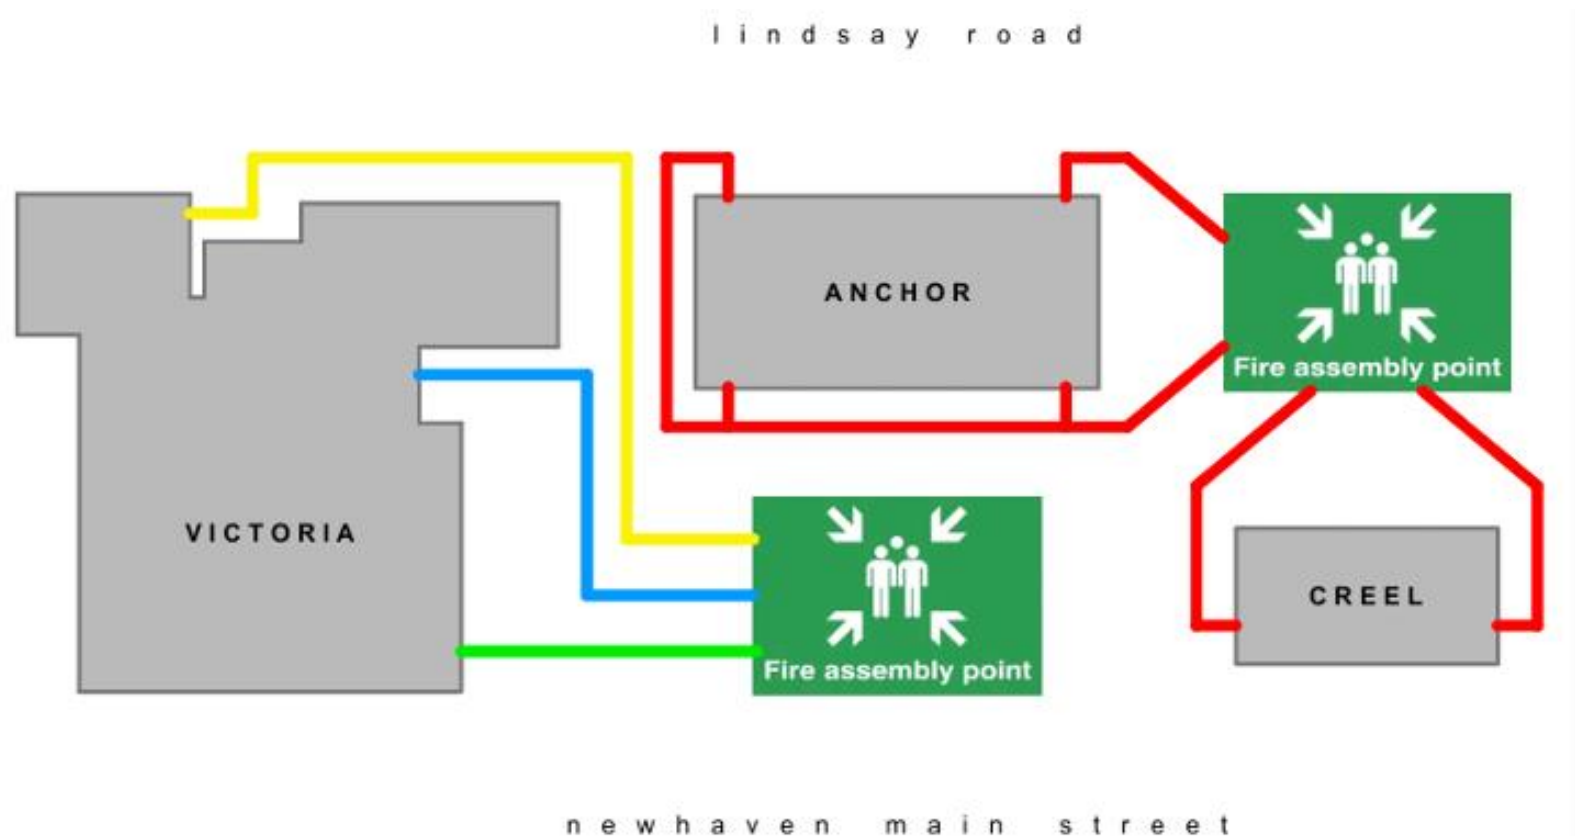 lindsay road
ANCHOR
Fire assembly point
VICTORIA
CREEL
Fire assembly point
newhaven main street